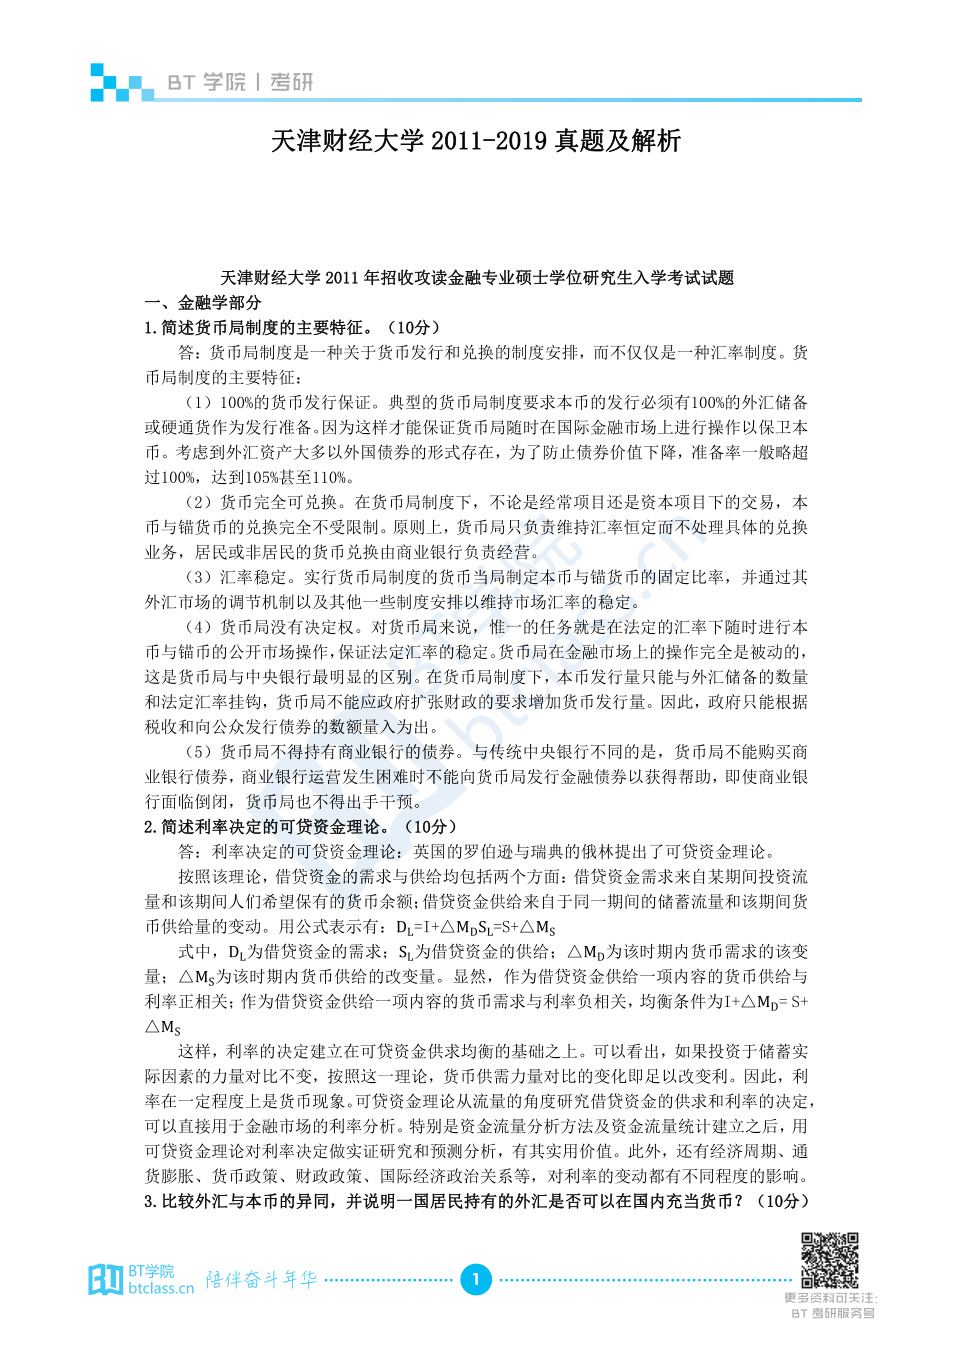 BT 学院丨考研
天津财经大学 2011-2019 真题及解析
天津财经大学 2011 年招收攻读金融专业硕士学位研究生入学考试试题
一、金融学部分
1.简述货币局制度的主要特征。（10分）
答：货币局制度是一种关于货币发行和兑换的制度安排，而不仅仅是一种汇率制度。货
币局制度的主要特征：
（1）100%的货币发行保证。典型的货币局制度要求本币的发行必须有100%的外汇储备
或硬通货作为发行准备。因为这样才能保证货币局随时在国际金融市场上进行操作以保卫本
币。考虑到外汇资产大多以外国债券的形式存在，为了防止债券价值下降，准备率一般略超
过100%，达到105%甚至110%。
（2）货币完全可兑换。在货币局制度下，不论是经常项目还是资本项目下的交易，本
币与锚货币的兑换完全不受限制。原则上，货币局只负责维持汇率恒定而不处理具体的兑换
业务，居民或非居民的货币兑换由商业银行负责经营。
（3）汇率稳定。实行货币局制度的货币当局制定本币与锚货币的固定比率，并通过其
外汇市场的调节机制以及其他一些制度安排以维持市场汇率的稳定。
（4）货币局没有决定权。对货币局来说，惟一的任务就是在法定的汇率下随时进行本
币与锚币的公开市场操作，保证法定汇率的稳定。货币局在金融市场上的操作完全是被动的，
这是货币局与中央银行最明显的区别。在货币局制度下，本币发行量只能与外汇储备的数量
和法定汇率挂钩，货币局不能应政府扩张财政的要求增加货币发行量。因此，政府只能根据
税收和向公众发行债券的数额量入为出。
（5）货币局不得持有商业银行的债券。与传统中央银行不同的是，货币局不能购买商
业银行债券，商业银行运营发生困难时不能向货币局发行金融债券以获得帮助，即使商业银
行面临倒闭，货币局也不得出手干预。
2.简述利率决定的可贷资金理论。（10分）
答：利率决定的可贷资金理论：英国的罗伯逊与瑞典的俄林提出了可贷资金理论。
按照该理论，借贷资金的需求与供给均包括两个方面：借贷资金需求来自某期间投资流
量和该期间人们希望保有的货币余额；借贷资金供给来自于同一期间的储蓄流量和该期间货
币供给量的变动。用公式表示有：D_L=I+△M_DS_L=S+△M_S
式中，D_L为借贷资金的需求；S_L为借贷资金的供给；△M_D为该时期内货币需求的该变
量；△M_S为该时期内货币供给的改变量。显然，作为借贷资金供给一项内容的货币供给与
利率正相关；作为借贷资金供给一项内容的货币需求与利率负相关，均衡条件为I+△M_D= S+
△M_S
这样，利率的决定建立在可贷资金供求均衡的基础之上。可以看出，如果投资于储蓄实
际因素的力量对比不变，按照这一理论，货币供需力量对比的变化即足以改变利。因此，利
率在一定程度上是货币现象。可贷资金理论从流量的角度研究借贷资金的供求和利率的决定，
可以直接用于金融市场的利率分析。特别是资金流量分析方法及资金流量统计建立之后，用
可贷资金理论对利率决定做实证研究和预测分析，有其实用价值。此外，还有经济周期、通
货膨胀、货币政策、财政政策、国际经济政治关系等，对利率的变动都有不同程度的影响。
3.比较外汇与本币的异同，并说明一国居民持有的外汇是否可以在国内充当货币？（10分）
BT学院
btclass.cn
陪伴奋斗年华
1
更多资料可关注：
BT 考研服务号
BT学院
btclass.cn